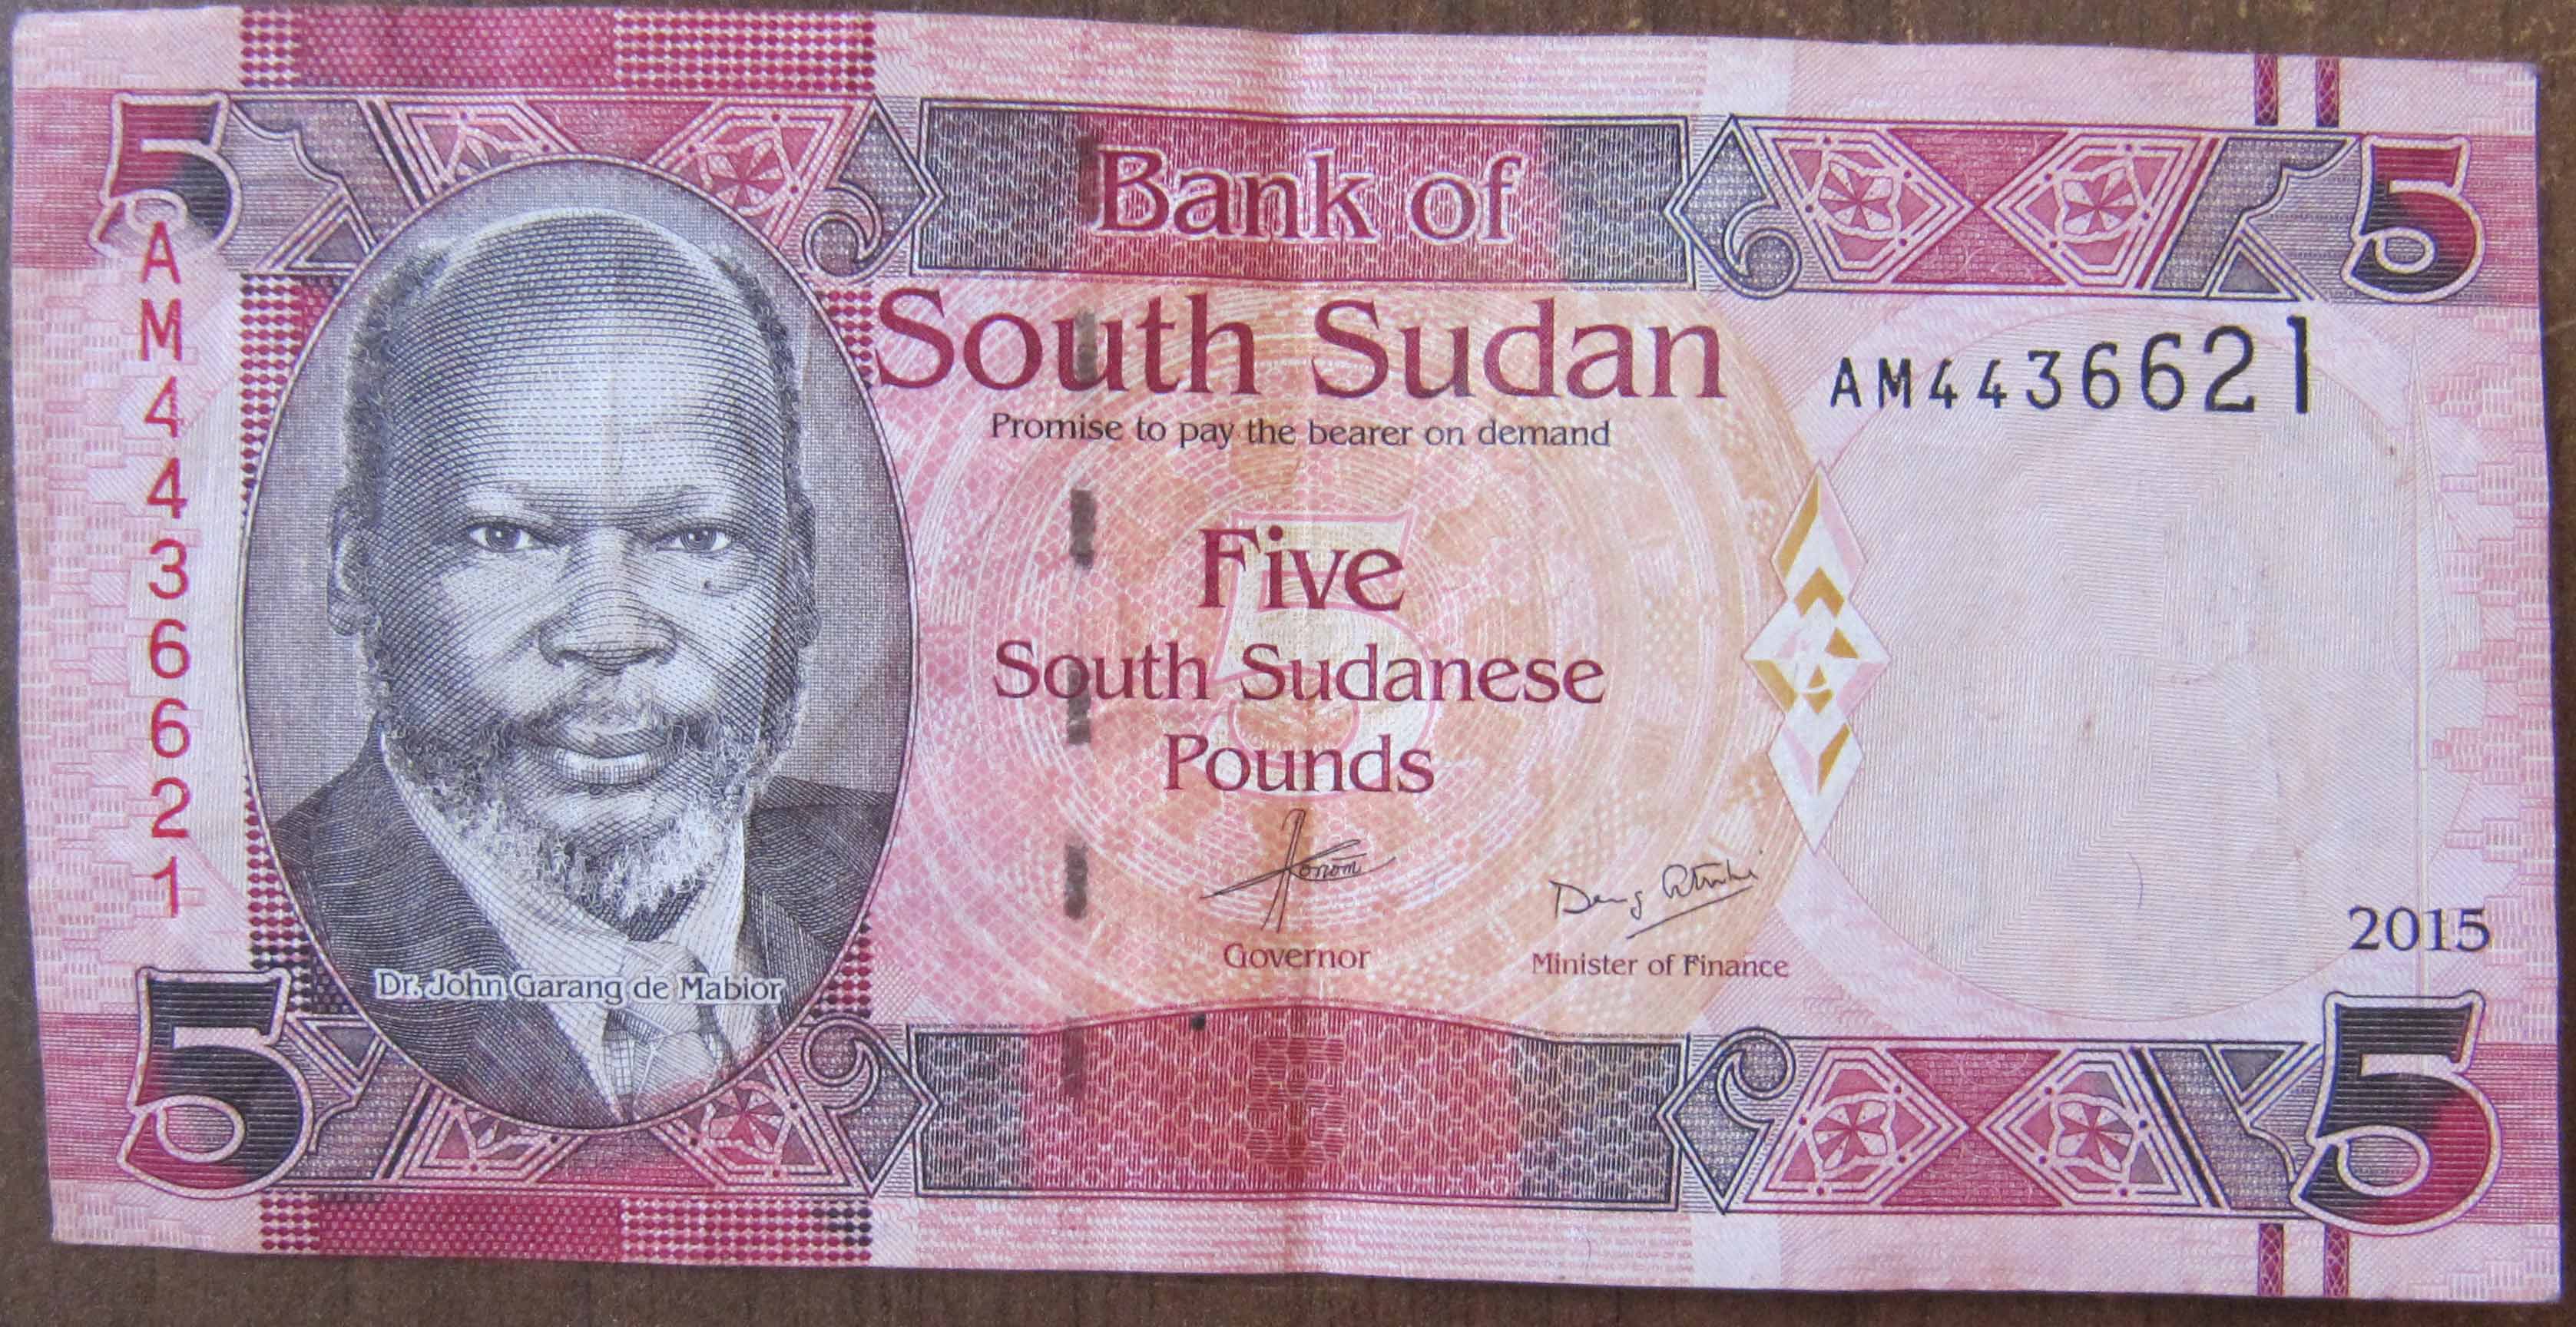 5
5
Bank of
South Sudan
Promise to pay the bearer on demand
AM4436621
AM4436621
Five
South Sudanese
Pounds
5
Governor
Minister of Finance
2015
Dr. John Garang de Mabior
5
5